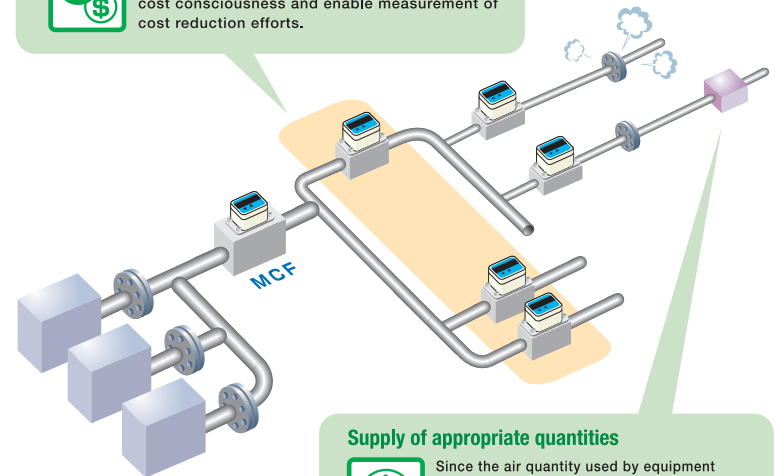 cost consciousness and enable measurement of
cost reduction efforts.
$
MCF
Supply of appropriate quantities
Since the air quantity used by equipment